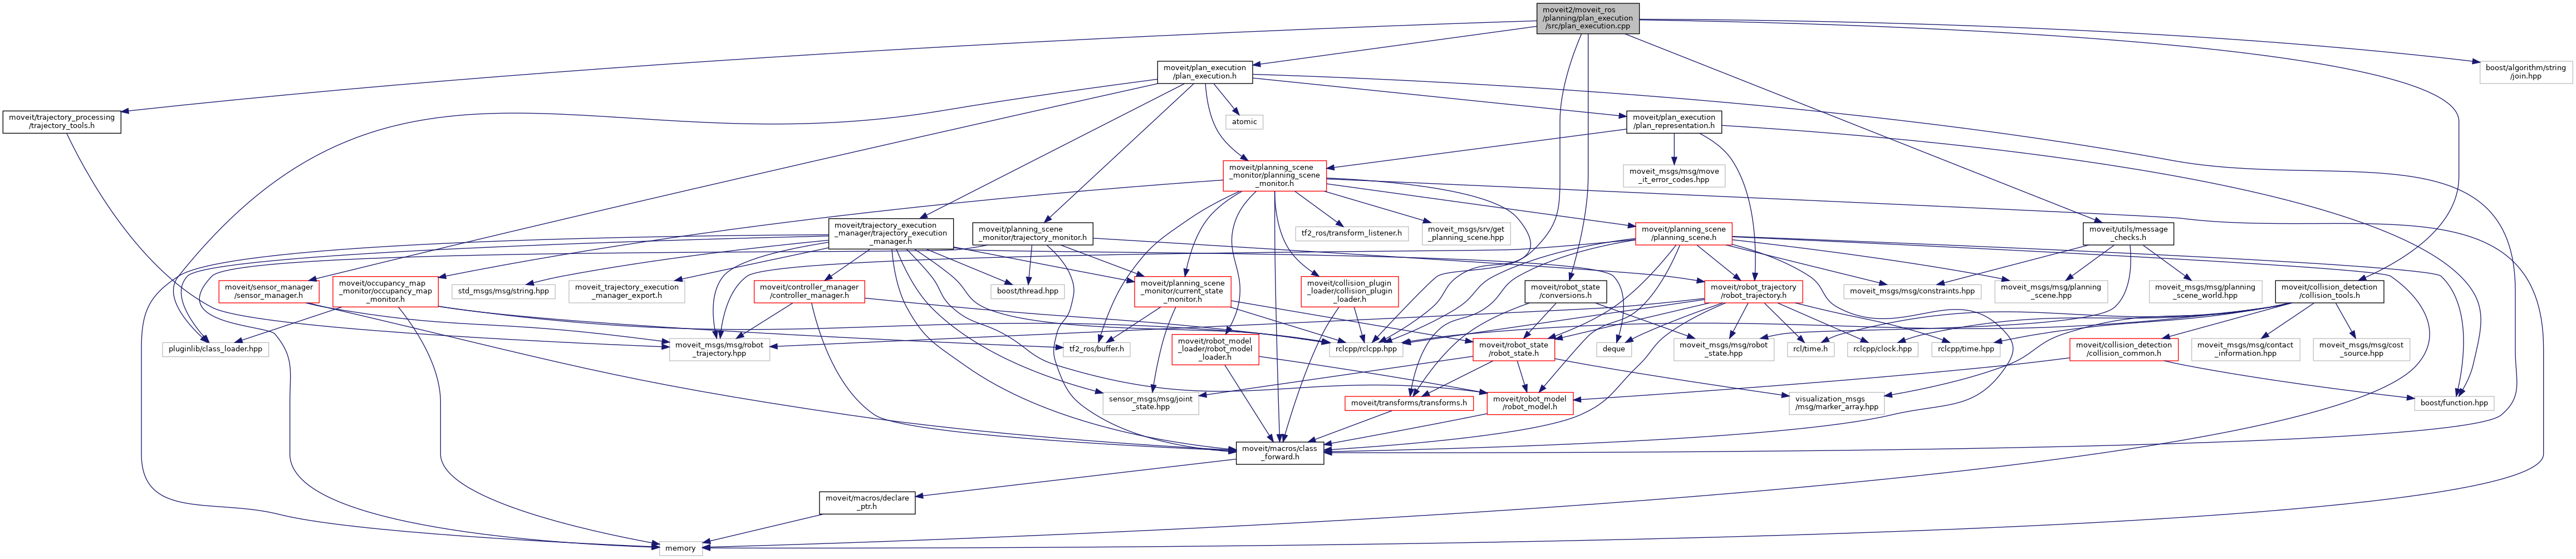 moveit2/moveit_ros
/planning/plan_execution
/src/plan_execution.cpp
moveit/plan_execution
/plan_execution.h
boost/algorithm/string
/join.hpp
moveit/trajectory_processing
/trajectory_tools.h
atomic
moveit/plan_execution
/plan_representation.h
moveit/planning_scene
_monitor/planning_scene
_monitor.h
moveit_msgs/msg/move
_it_error_codes.hpp
moveit/trajectory_execution
_manager/trajectory_execution
_manager.h
moveit/planning_scene
_monitor/trajectory_monitor.h
tf2_ros/transform_listener.h
moveit_msgs/srv/get
_planning_scene.hpp
moveit/planning_scene
/planning_scene.h
moveit/utils/message
_checks.h
moveit/sensor_manager
/sensor_manager.h
moveit/occupancy_map
_monitor/occupancy_map
_monitor.h
std_msgs/msg/string.hpp
moveit_trajectory_execution
_manager_export.h
moveit/controller_manager
/controller_manager.h
boost/thread.hpp
moveit/planning_scene
_monitor/current_state
_monitor.h
moveit/collision_plugin
_loader/collision_plugin
_loader.h
moveit/robot_state
/conversions.h
moveit/robot_trajectory
/robot_trajectory.h
moveit_msgs/msg/constraints.hpp
moveit_msgs/msg/planning
_scene.hpp
moveit_msgs/msg/planning
_scene_world.hpp
moveit/collision_detection
/collision_tools.h
pluginlib/class_loader.hpp
moveit_msgs/msg/robot
_trajectory.hpp
tf2_ros/buffer.h
moveit/robot_model
_loader/robot_model
_loader.h
rclcpp/rclcpp.hpp
moveit/robot_state
/robot_state.h
deque
moveit_msgs/msg/robot
_state.hpp
rcl/time.h
rclcpp/clock.hpp
rclcpp/time.hpp
moveit/collision_detection
/collision_common.h
moveit_msgs/msg/contact
_information.hpp
moveit_msgs/msg/cost
_source.hpp
sensor_msgs/msg/joint
_state.hpp
moveit/transforms/transforms.h
moveit/robot_model
/robot_model.h
visualization_msgs
/msg/marker_array.hpp
boost/function.hpp
moveit/macros/class
_forward.h
moveit/macros/declare
_ptr.h
memory